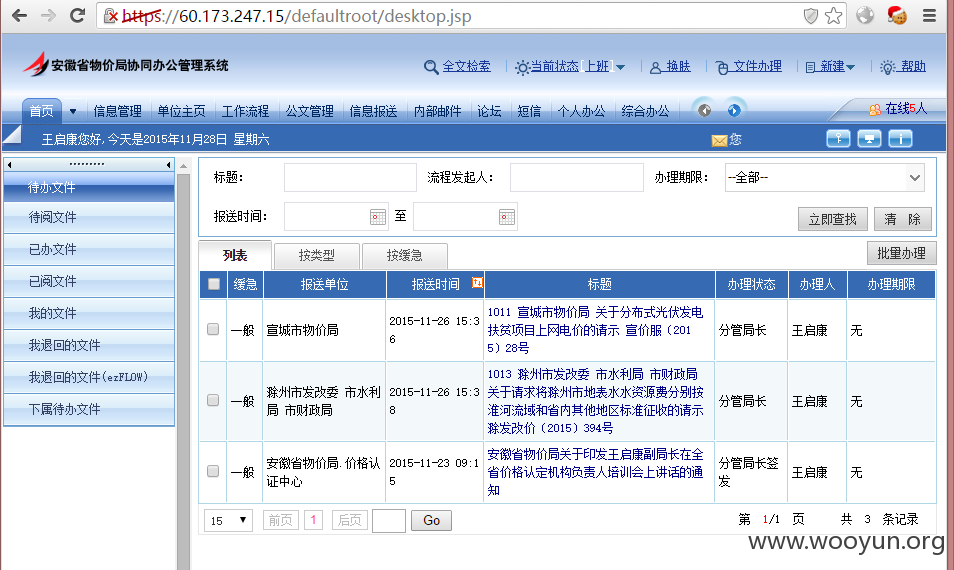 https://60.173.247.15/defaultroot/desktop.jsp
安徽省物价局协同办公管理系统
全文检索 当前状态[上班] 换肤 文件办理 新建 帮助
首页 信息管理 单位主页 工作流程 公文管理 信息报送 内部邮件 论坛 短信 个人办公 综合办公 在线5人
王启康您好,今天是2015年11月28日 星期六 您
待办文件
待阅文件
已办文件
已阅文件
我的文件
我退回的文件
我退回的文件(ezFLOW)
下属待办文件
标题: 流程发起人: 办理期限: --全部--
报送时间: 至 立即查找 清 除
列表 按类型 按缓急 批量办理
缓急 报送单位 报送时间 标题 办理状态 办理人 办理期限
一般 宣城市物价局 2015-11-26 15:3
6
1011 宣城市物价局 关于分布式光伏发电
扶贫项目上网电价的请示 宣价服（201
5）28号
分管局长 王启康 无
一般 滁州市发改委 市水利
局 市财政局
2015-11-26 15:3
8
1013 滁州市发改委 市水利局 市财政局
关于请求将滁州市地表水水资源费分别按
淮河流域和省内其他地区标准征收的请示
滁发改价（2015）394号
分管局长 王启康 无
一般 安徽省物价局.价格认
证中心
2015-11-23 09:1
5
安徽省物价局关于印发王启康副局长在全
省价格认定机构负责人培训会上讲话的通
知
分管局长签
发
王启康 无
15 前页 1 后页 Go 第 1/1 页 共 3 条记录
www.wooyun.org